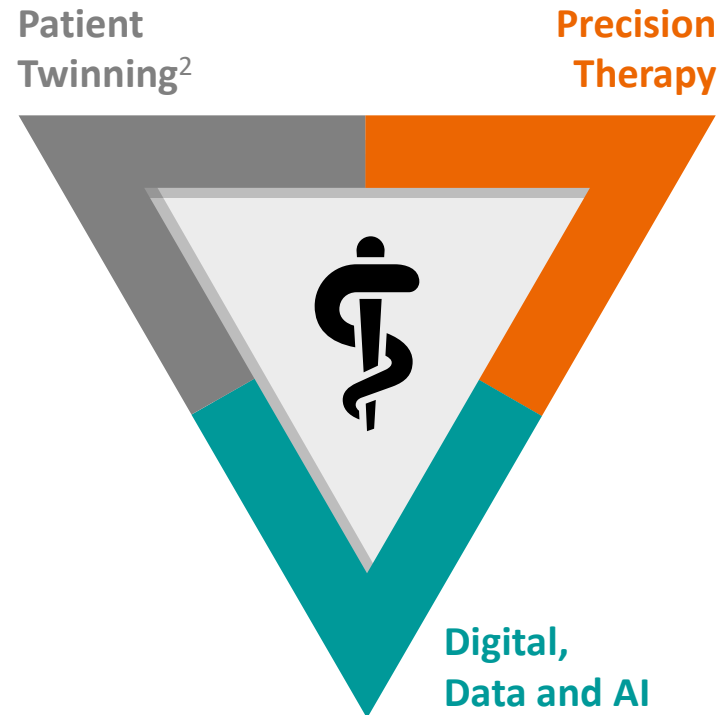 Patient
Twinning²
Precision
Therapy
Digital,
Data and AI